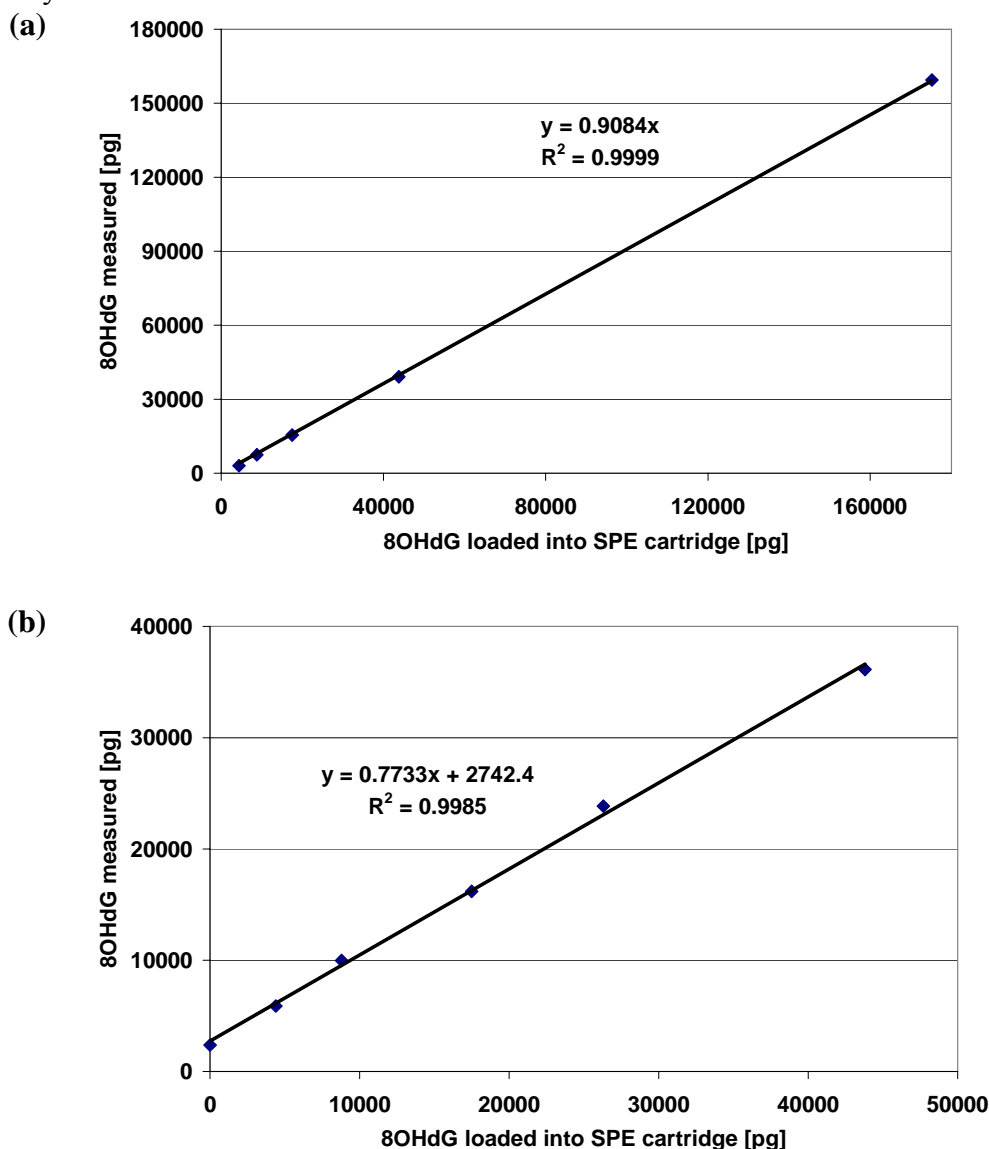 (a)
180000
150000
120000
90000
60000
30000
0
8OHdG measured [pg]
y = 0.9084x
R² = 0.9999
0 40000 80000 120000 160000
8OHdG loaded into SPE cartridge [pg]
(b)
40000
30000
20000
10000
0
8OHdG measured [pg]
y = 0.7733x + 2742.4
R² = 0.9985
0 10000 20000 30000 40000 50000
8OHdG loaded into SPE cartridge [pg]